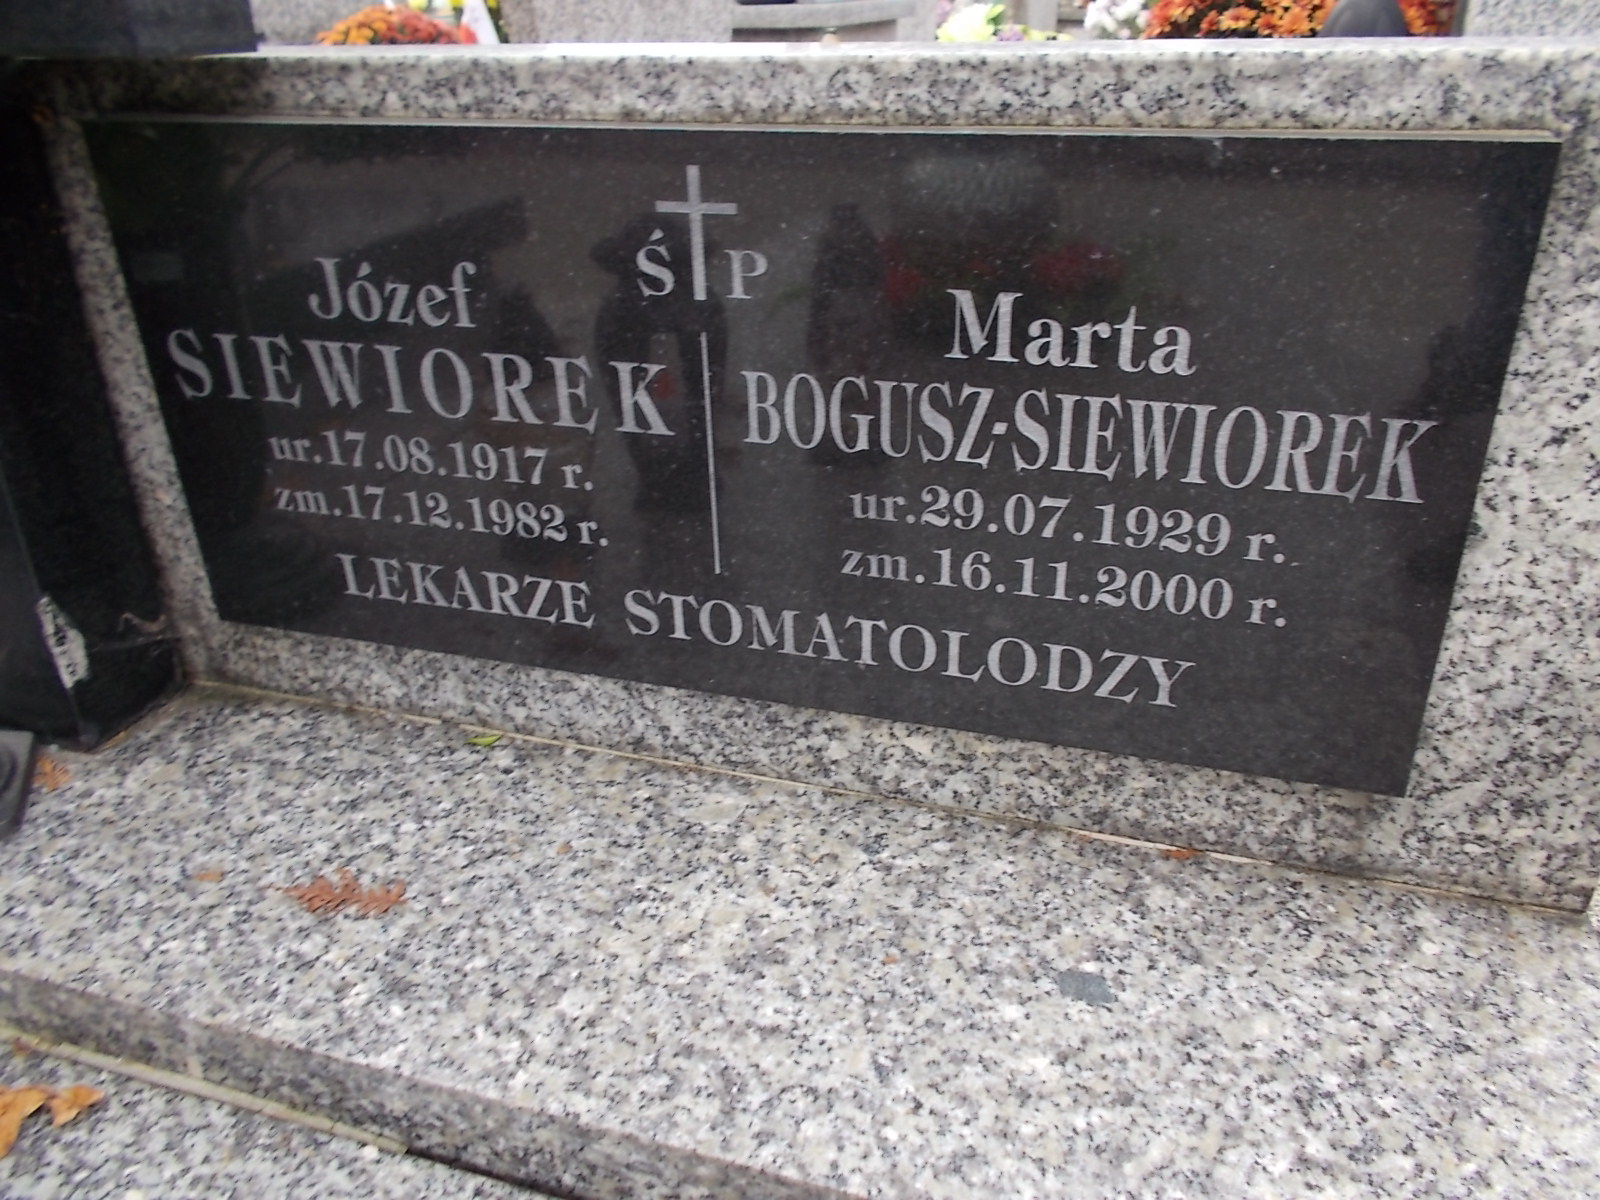 Ś P
Józef
SIEWIOREK
ur.17.08.1917 r.
zm.17.12.1982 r.
Marta
BOGUSZ-SIEWIOREK
ur.29.07.1929 r.
zm.16.11.2000 r.
LEKARZE STOMATOLODZY